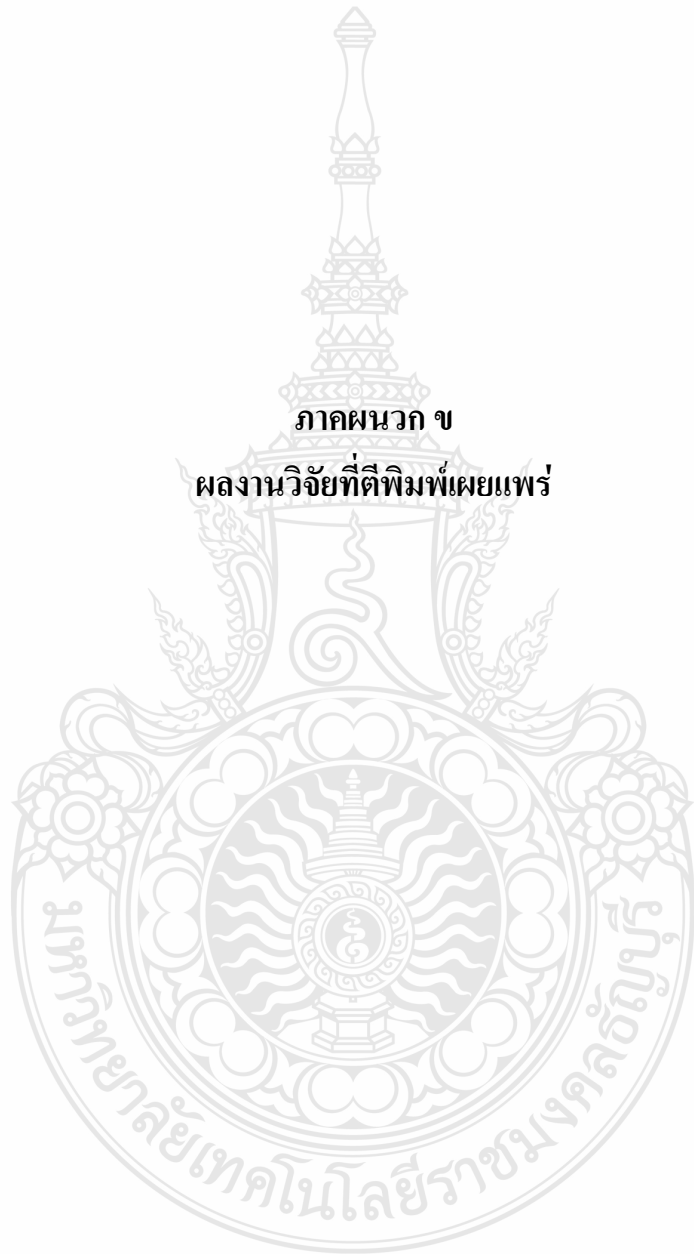 ภาคผนวก ข
ผลงานวิจัยที่ตีพิมพ์เผยแพร่
มหาวิทยาลัยเทคโนโลยีราชมงคลธัญบุรี